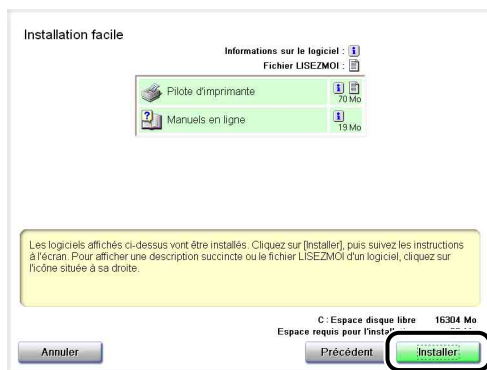 Installation facile
Informations sur le logiciel :
Fichier LISEZMOI :
Pilote d'imprimante
70 Mo
Manuels en ligne
19 Mo
Les logiciels affichés ci-dessus vont être installés. Cliquez sur [Installer], puis suivez les instructions
à l'écran. Pour afficher une description succincte ou le fichier LISEZMOI d'un logiciel, cliquez sur
l'icône située à sa droite.
C : Espace disque libre 16304 Mo
Espace requis pour
Annuler
Précédent
Installer